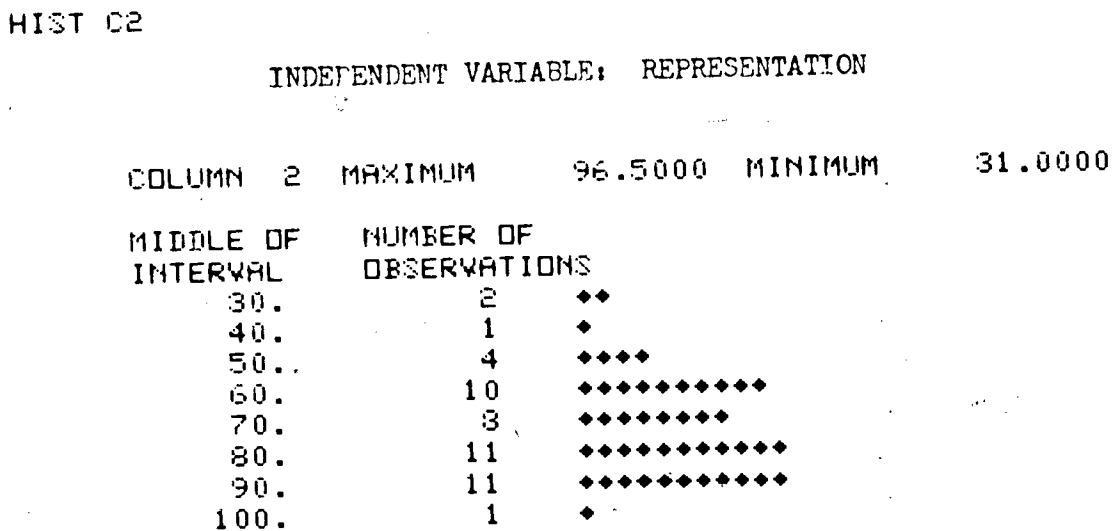 HIST C2
INDEPENDENT VARIABLE: REPRESENTATION
COLUMN 2 MAXIMUM 96.5000 MINIMUM 31.0000
MIDDLE OF NUMBER OF
INTERVAL OBSERVATIONS
30. 2 ◆◆
40. 1 ◆
50. 4 ◆◆◆◆
60. 10 ◆◆◆◆◆◆◆◆◆◆
70. 8 ◆◆◆◆◆◆◆◆
80. 11 ◆◆◆◆◆◆◆◆◆◆◆
90. 11 ◆◆◆◆◆◆◆◆◆◆◆
100. 1 ◆